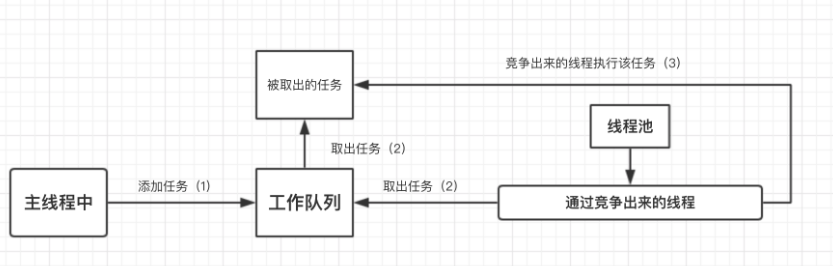 竞争出来的线程执行该任务（3）
被取出的任务
线程池
取出任务（2）
添加任务（1）
取出任务（2）
主线程中
工作队列
通过竞争出来的线程